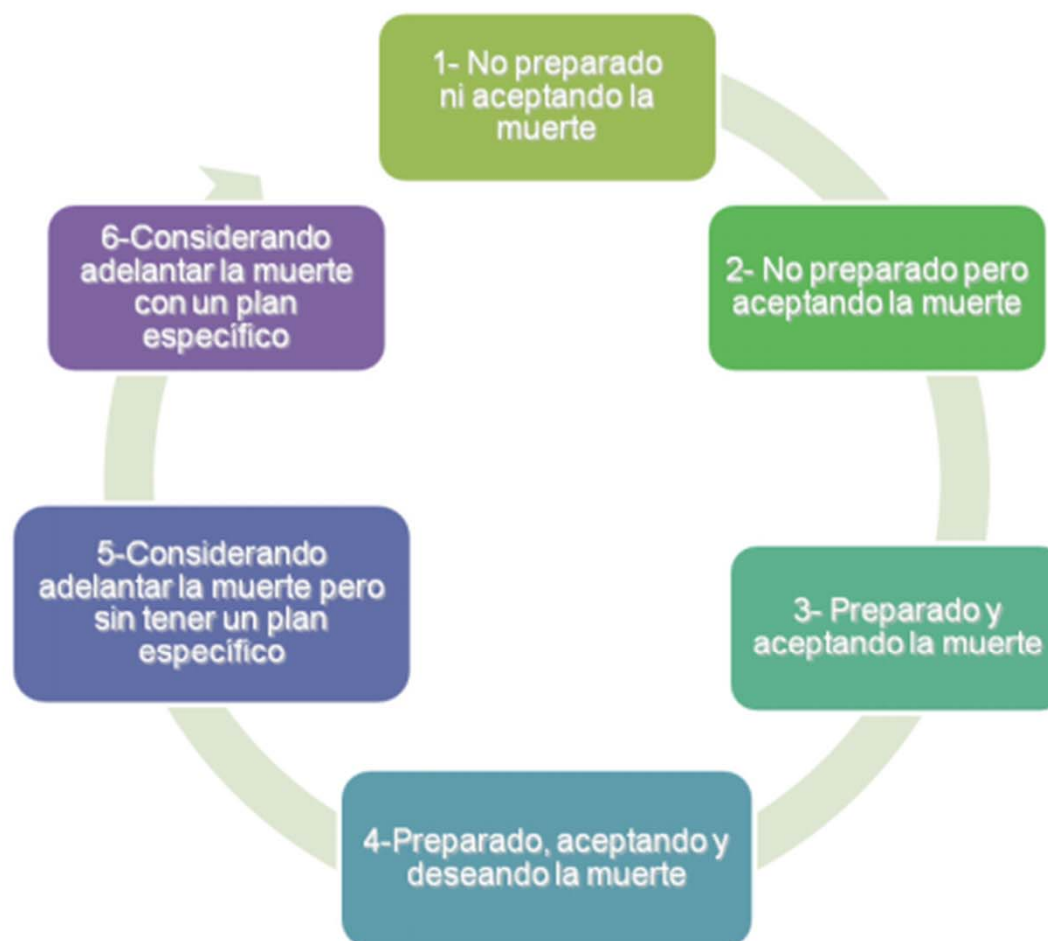 1- No preparado
ni aceptando la
muerte
2- No preparado pero
aceptando la muerte
3- Preparado y
aceptando la muerte
4-Preparado, aceptando y
deseando la muerte
5-Considerando
adelantar la muerte pero
sin tener un plan
específico
6-Considerando
adelantar la muerte
con un plan
específico